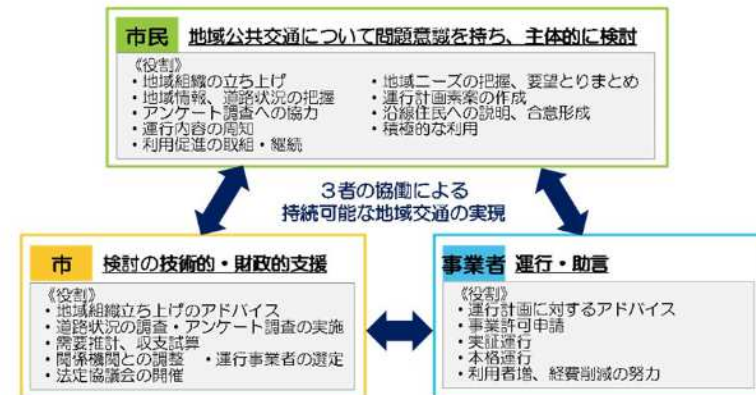 市民 地域公共交通について問題意識を持ち、主体的に検討
《役割》
・地域組織の立ち上げ ・地域ニーズの把握、要望とりまとめ
・地域情報、道路状況の把握 ・運行計画素案の作成
・アンケート調査への協力 ・沿線住民への説明、合意形成
・運行内容の周知 ・積極的な利用
・利用促進の取組・継続
3者の協働による
持続可能な地域交通の実現
市 検討の技術的・財政的支援
《役割》
・地域組織立ち上げのアドバイス
・道路状況の調査・アンケート調査の実施
・需要推計、収支試算
・関係機関との調整 ・運行事業者の選定
・法定協議会の開催
事業者 運行・助言
《役割》
・運行計画に対するアドバイス
・事業許可申請
・実証運行
・本格運行
・利用者増、経費削減の努力